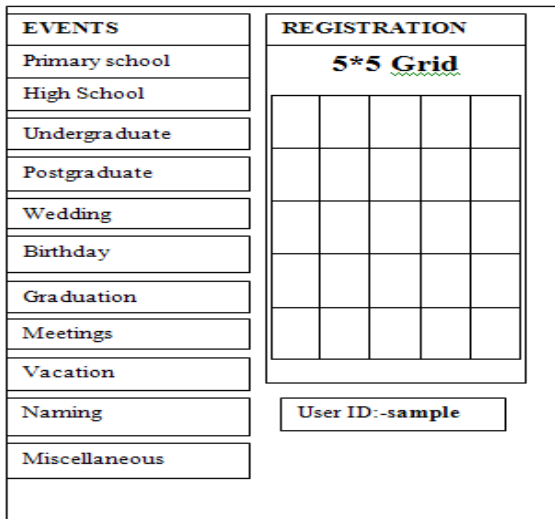 EVENTS
Primary school
High School
Undergraduate
Postgraduate
Wedding
Birthday
Graduation
Meetings
Vacation
Naming
Miscellaneous
REGISTRATION
5*5 Grid
User ID:-sample